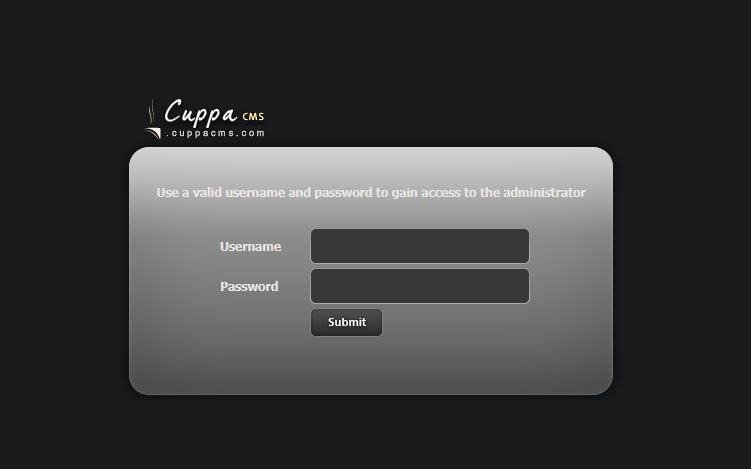 Cuppa CMS
.cuppacms.com
Use a valid username and password to gain access to the administrator
Username
Password
Submit